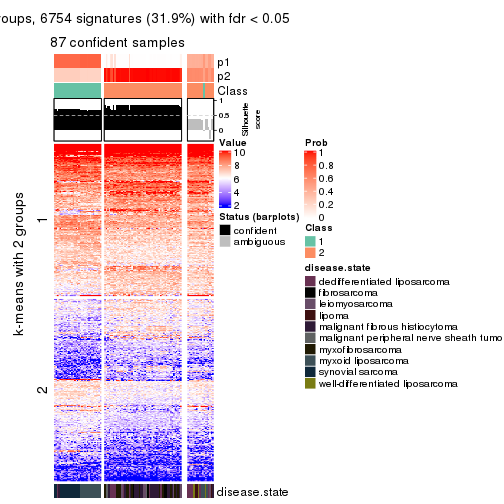 roups, 6754 signatures (31.9%) with fdr < 0.05
87 confident samples
p1
p2
Class
1
0.5
0
Silhouette
score
k-means with 2 groups
1
2
disease.state
Value
10
8
6
4
2
Status (barplots)
confident
ambiguous
Prob
1
0.8
0.6
0.4
0.2
0
Class
1
2
disease.state
dedifferentiated liposarcoma
fibrosarcoma
leiomyosarcoma
lipoma
malignant fibrous histiocytoma
malignant peripheral nerve sheath tumo
myxofibrosarcoma
myxoid liposarcoma
synovial sarcoma
well-differentiated liposarcoma